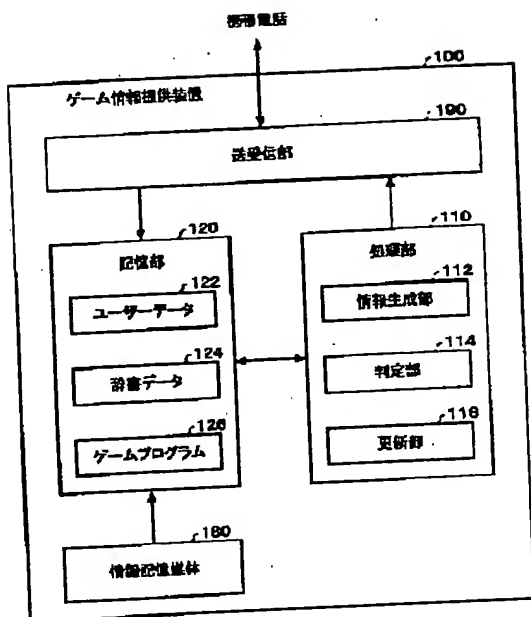 携帯電話
100
ゲーム情報提供装置
190
送受信部
120
記憶部
122
ユーザーデータ
124
辞書データ
126
ゲームプログラム
110
処理部
112
情報生成部
114
判定部
116
更新部
180
情報記憶媒体